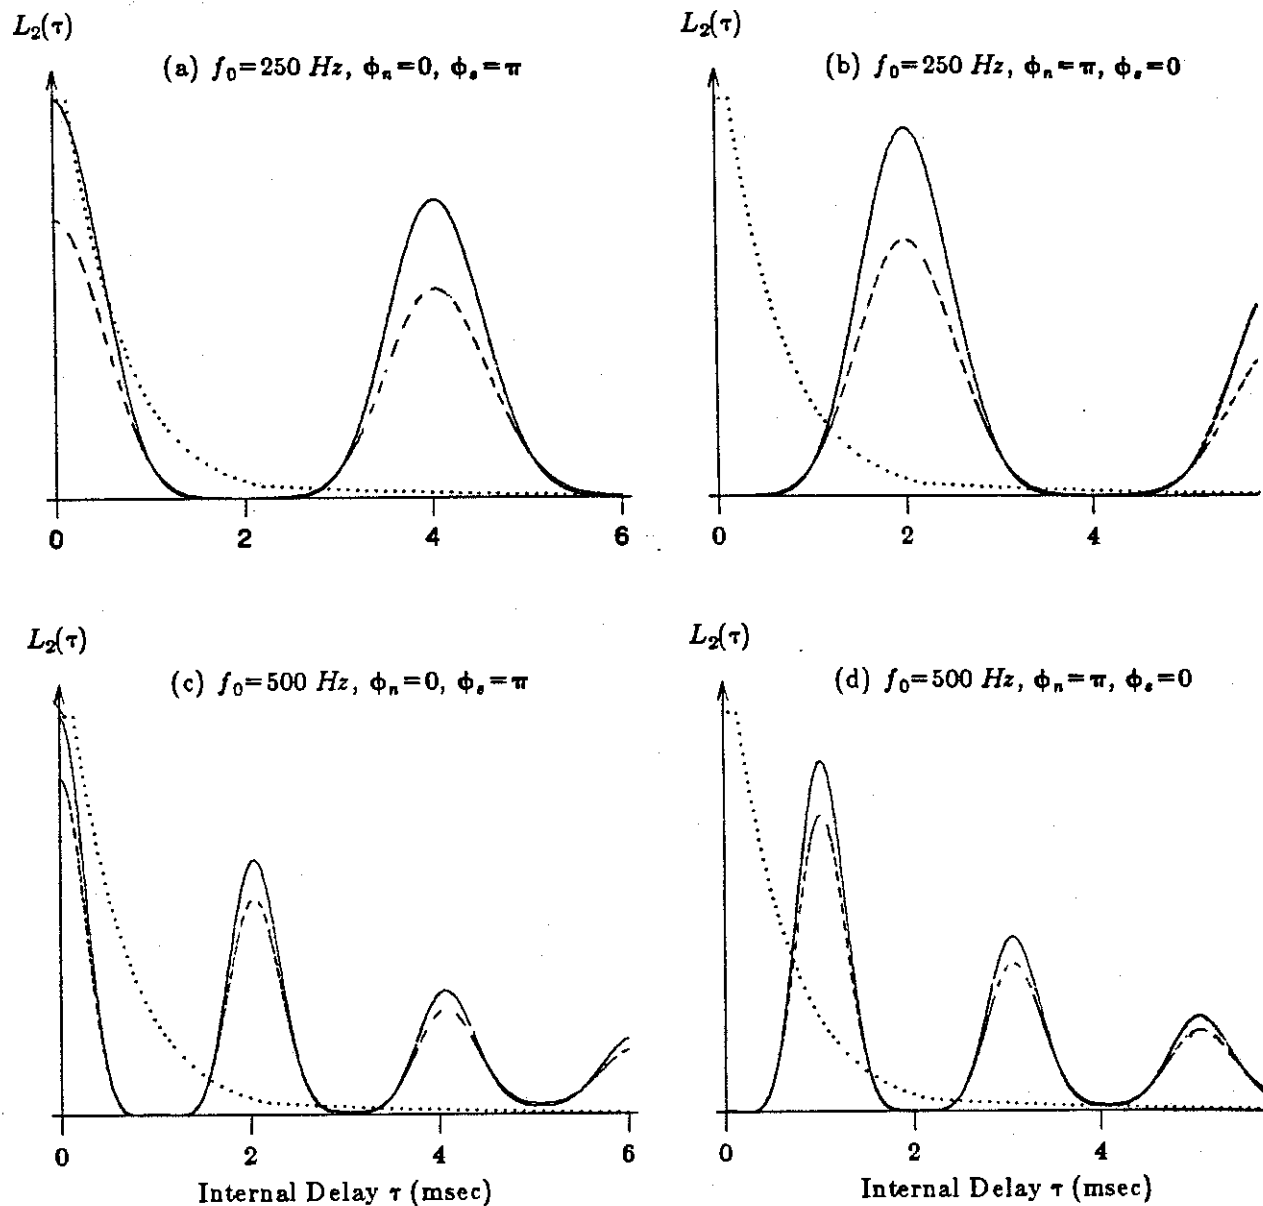 L₂(τ)
(a) f₀=250 Hz, ϕₙ=0, ϕₛ=π
0 2 4 6
L₂(τ)
(b) f₀=250 Hz, ϕₙ=π, ϕₛ=0
0 2 4
L₂(τ)
(c) f₀=500 Hz, ϕₙ=0, ϕₛ=π
0 2 4 6
Internal Delay τ (msec)
L₂(τ)
(d) f₀=500 Hz, ϕₙ=π, ϕₛ=0
0 2 4
Internal Delay τ (msec)